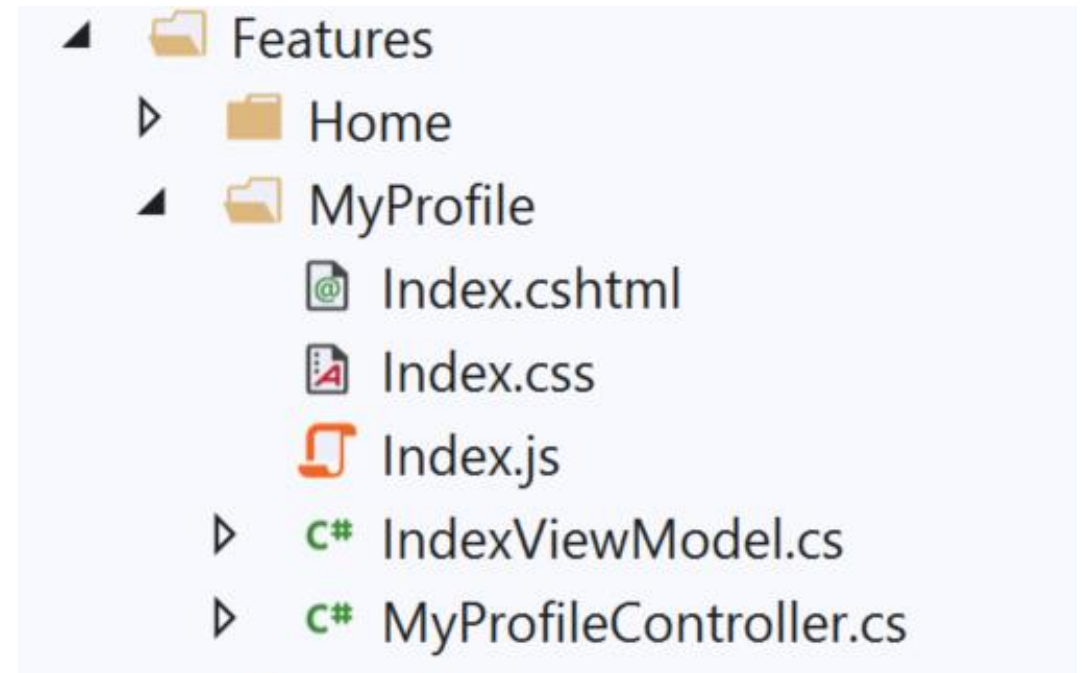 Features
Home
MyProfile
Index.cshtml
Index.css
Index.js
C# IndexViewModel.cs
C# MyProfileController.cs